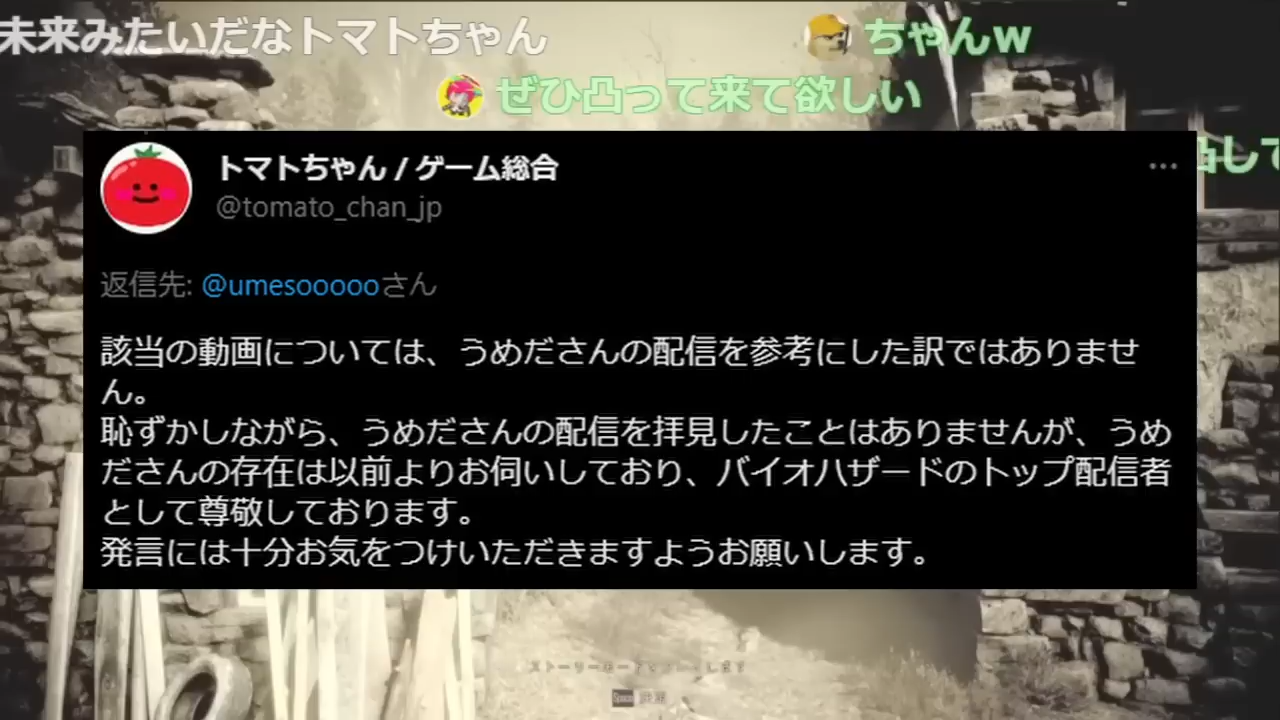 未来みたいだなトマトちゃん
ちゃんw
ぜひ凸って来て欲しい
凸して
トマトちゃん / ゲーム総合
@tomato_chan_jp
返信先: @umesoooooさん
該当の動画については、うめださんの配信を参考にした訳ではありませ
ん。
恥ずかしながら、うめださんの配信を拝見したことはありませんが、うめ
ださんの存在は以前よりお伺いしており、バイオハザードのトップ配信者
として尊敬しております。
発言には十分お気をつけいただきますようお願いします。